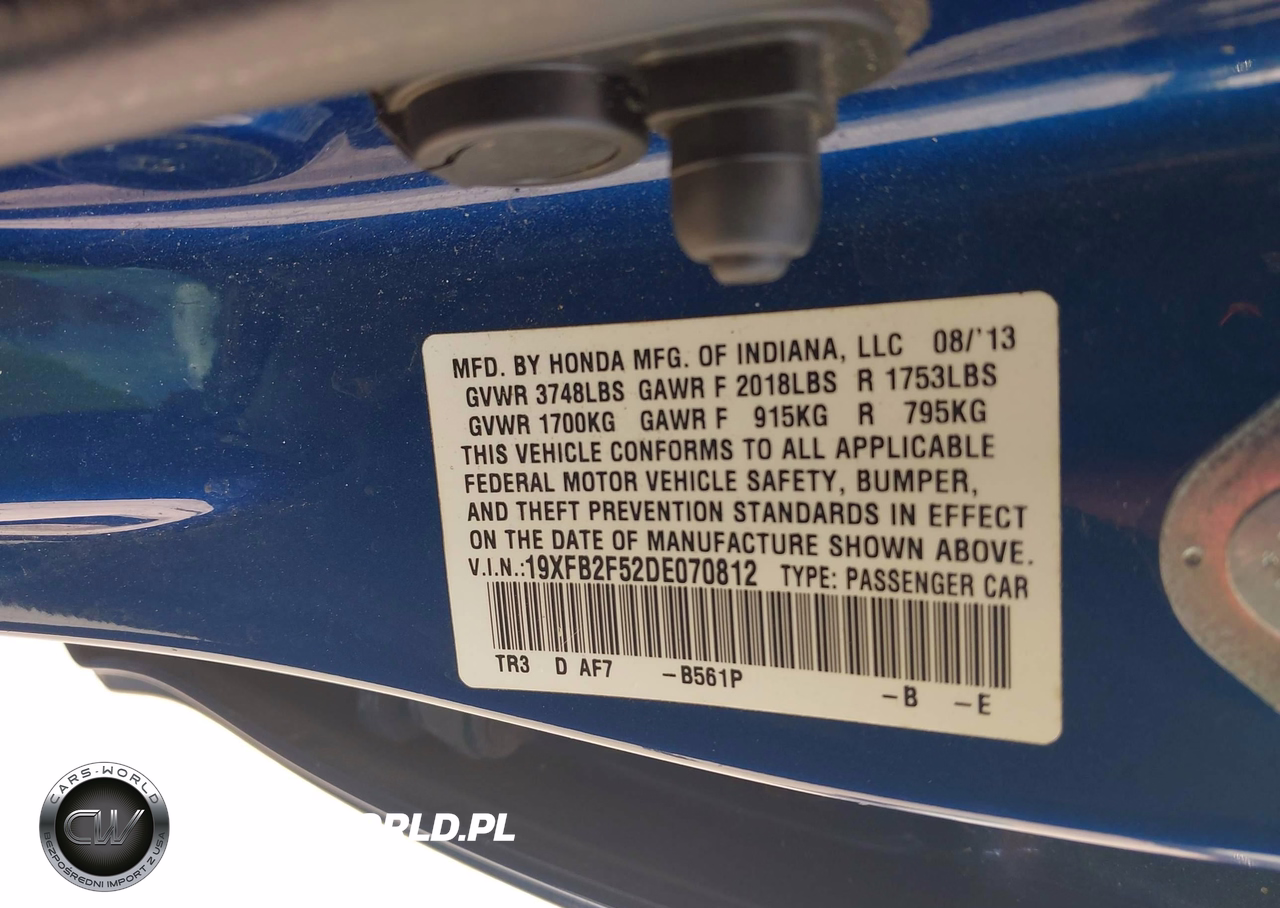 MFD. BY HONDA MFG. OF INDIANA, LLC 08/'13
GVWR 3748LBS GAWR F 2018LBS R 1753LBS
GVWR 1700KG GAWR F 915KG R 795KG
THIS VEHICLE CONFORMS TO ALL APPLICABLE
FEDERAL MOTOR VEHICLE SAFETY, BUMPER,
AND THEFT PREVENTION STANDARDS IN EFFECT
ON THE DATE OF MANUFACTURE SHOWN ABOVE.
V.I.N.:19XFB2F52DE070812 TYPE: PASSENGER CAR
TR3 D AF7 -B561P -B -E
CARS-WORLD
CW
BEZPOŚREDNI IMPORT Z USA
ORLD.PL